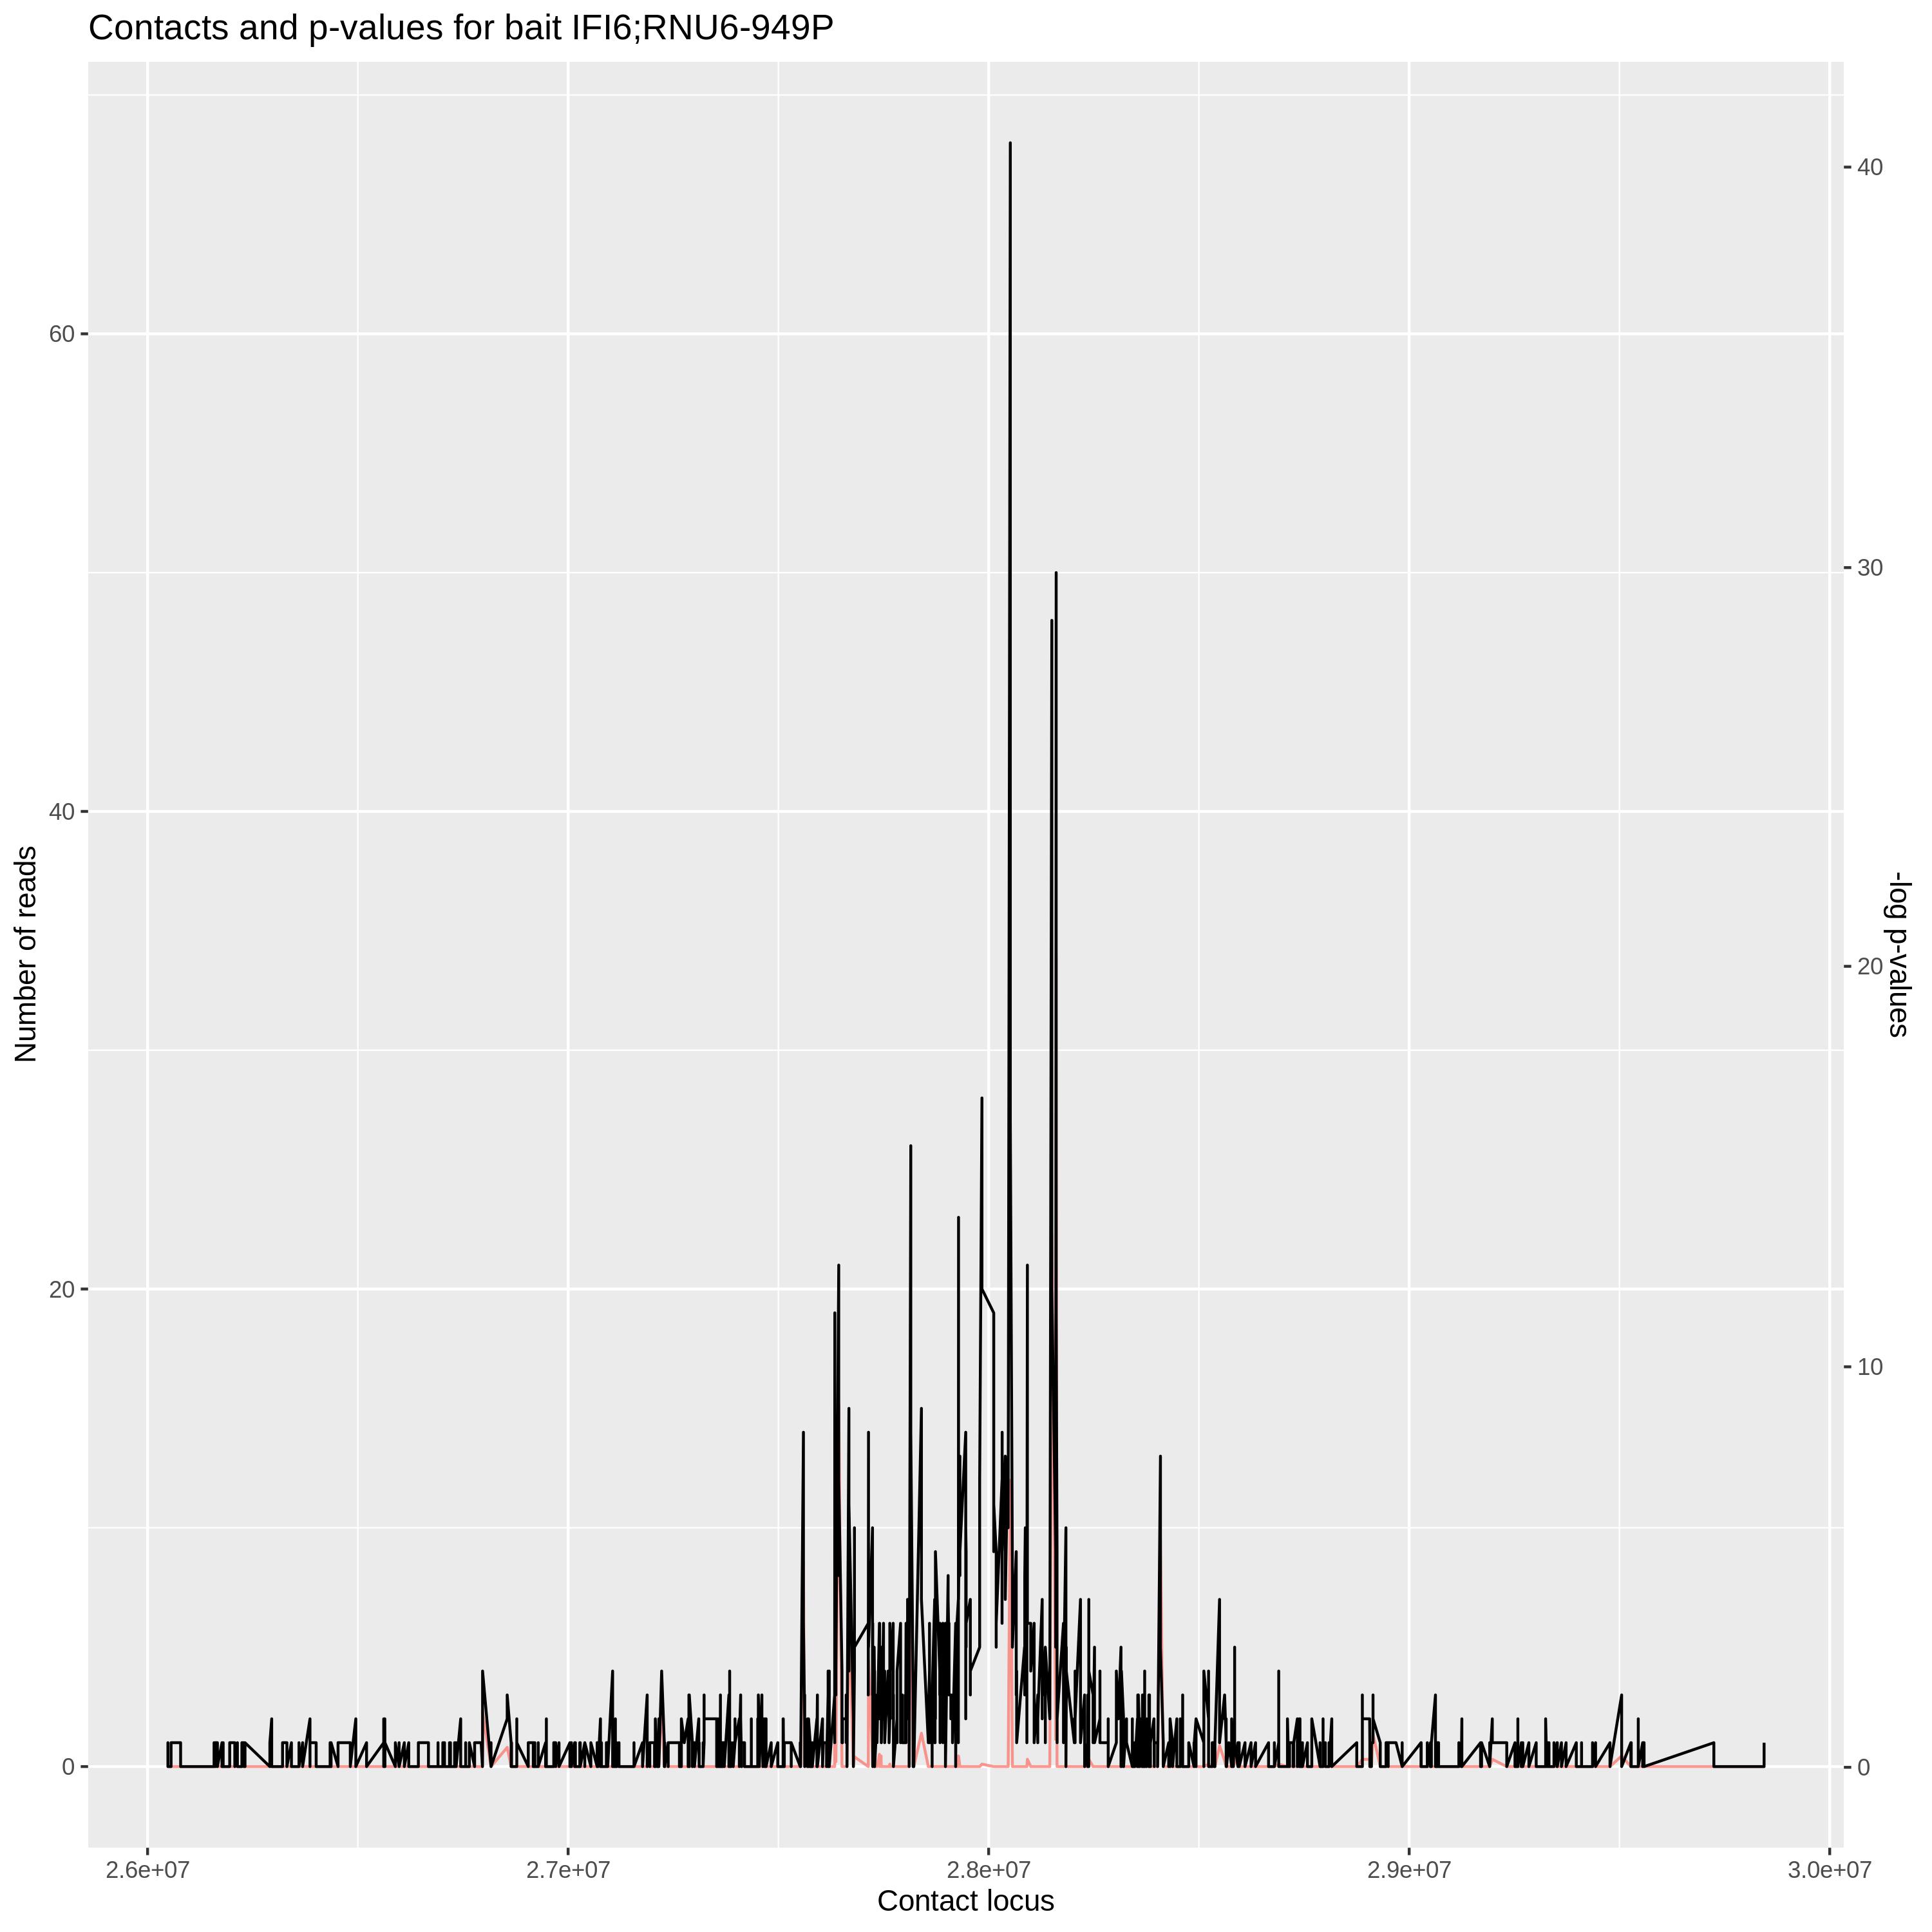 Contacts and p-values for bait IFI6;RNU6-949P
60
40
20
0
Number of reads
40
30
20
10
0
-log p-values
2.6e+07 2.7e+07 2.8e+07 2.9e+07 3.0e+07
Contact locus